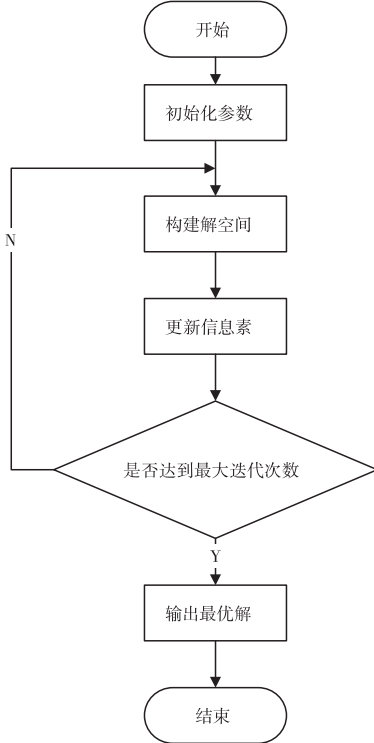 开始
初始化参数
构建解空间
N
更新信息素
是否达到最大迭代次数
Y
输出最优解
结束